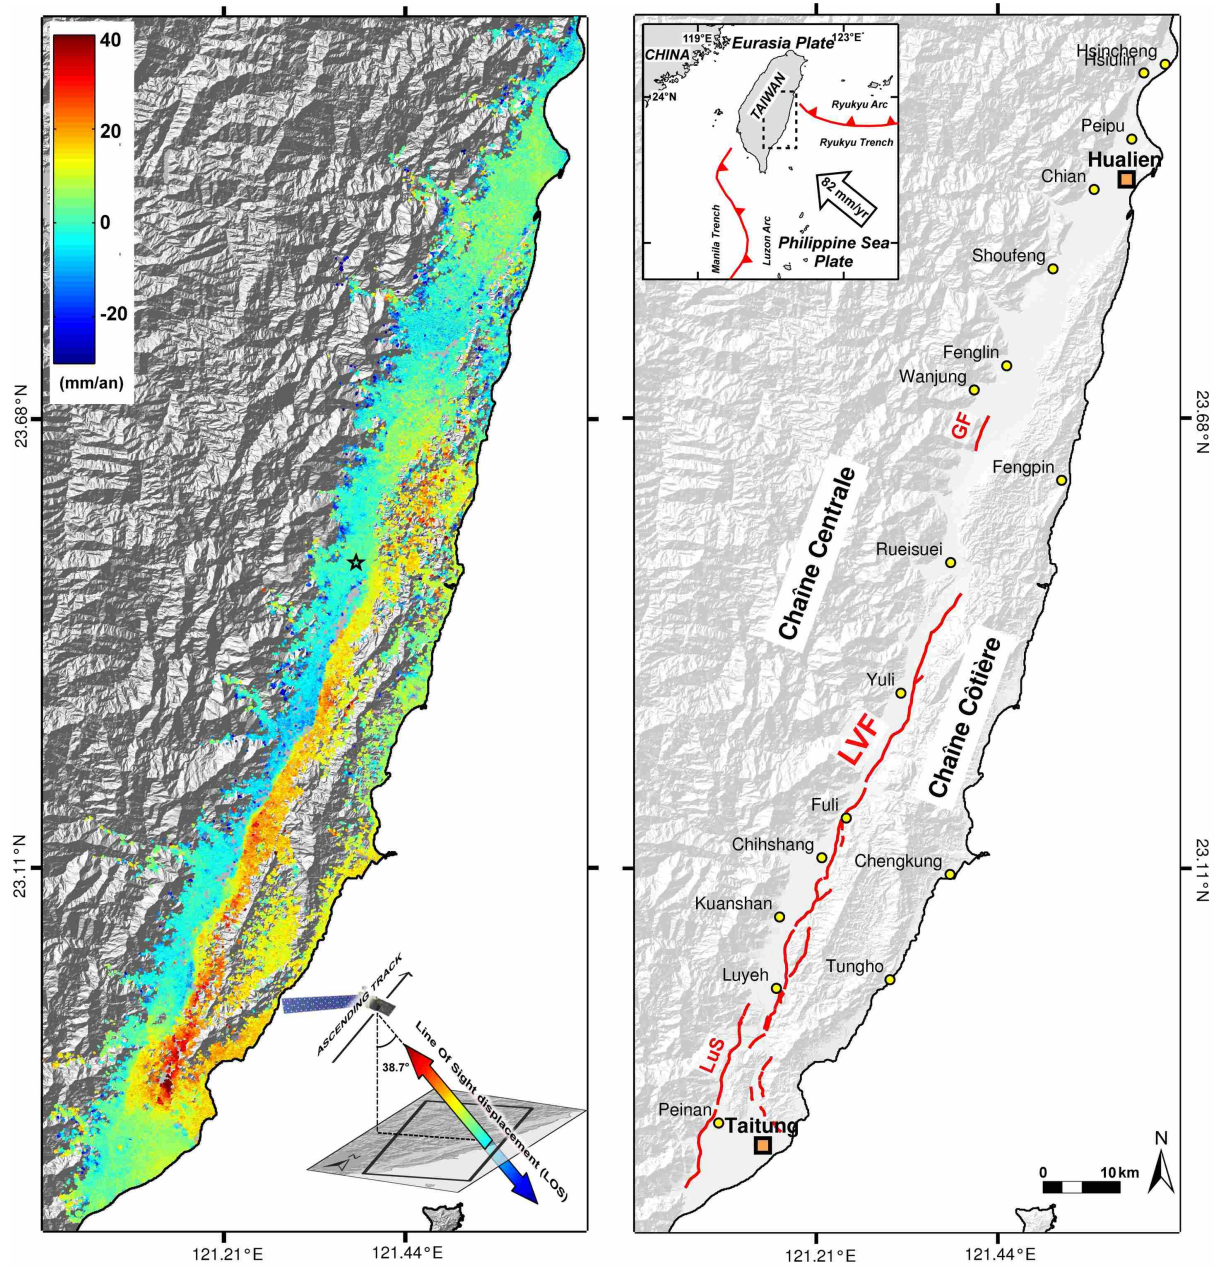 40
20
0
-20
(mm/an)
23.68°N
23.11°N
121.21°E
121.44°E
ASCENDING TRACK
38.7°
Line Of Sight displacement (LOS)
N
119°E
123°E
CHINA
Eurasia Plate
24°N
TAIWAN
Ryukyu Arc
Ryukyu Trench
82 mm/yr
Manila Trench
Luzon Arc
Philippine Sea
Plate
Hsincheng
Hsiulin
Peipu
Hualien
Chian
Shoufeng
Fenglin
Wanjung
GF
Fengpin
Chaîne Centrale
Rueisuei
Chaîne Côtière
Yuli
LVF
Fuli
Chihshang
Chengkung
Kuanshan
Luyeh
Tungho
LuS
Peinan
Taitung
N
0
10 km
23.68°N
23.11°N
121.21°E
121.44°E